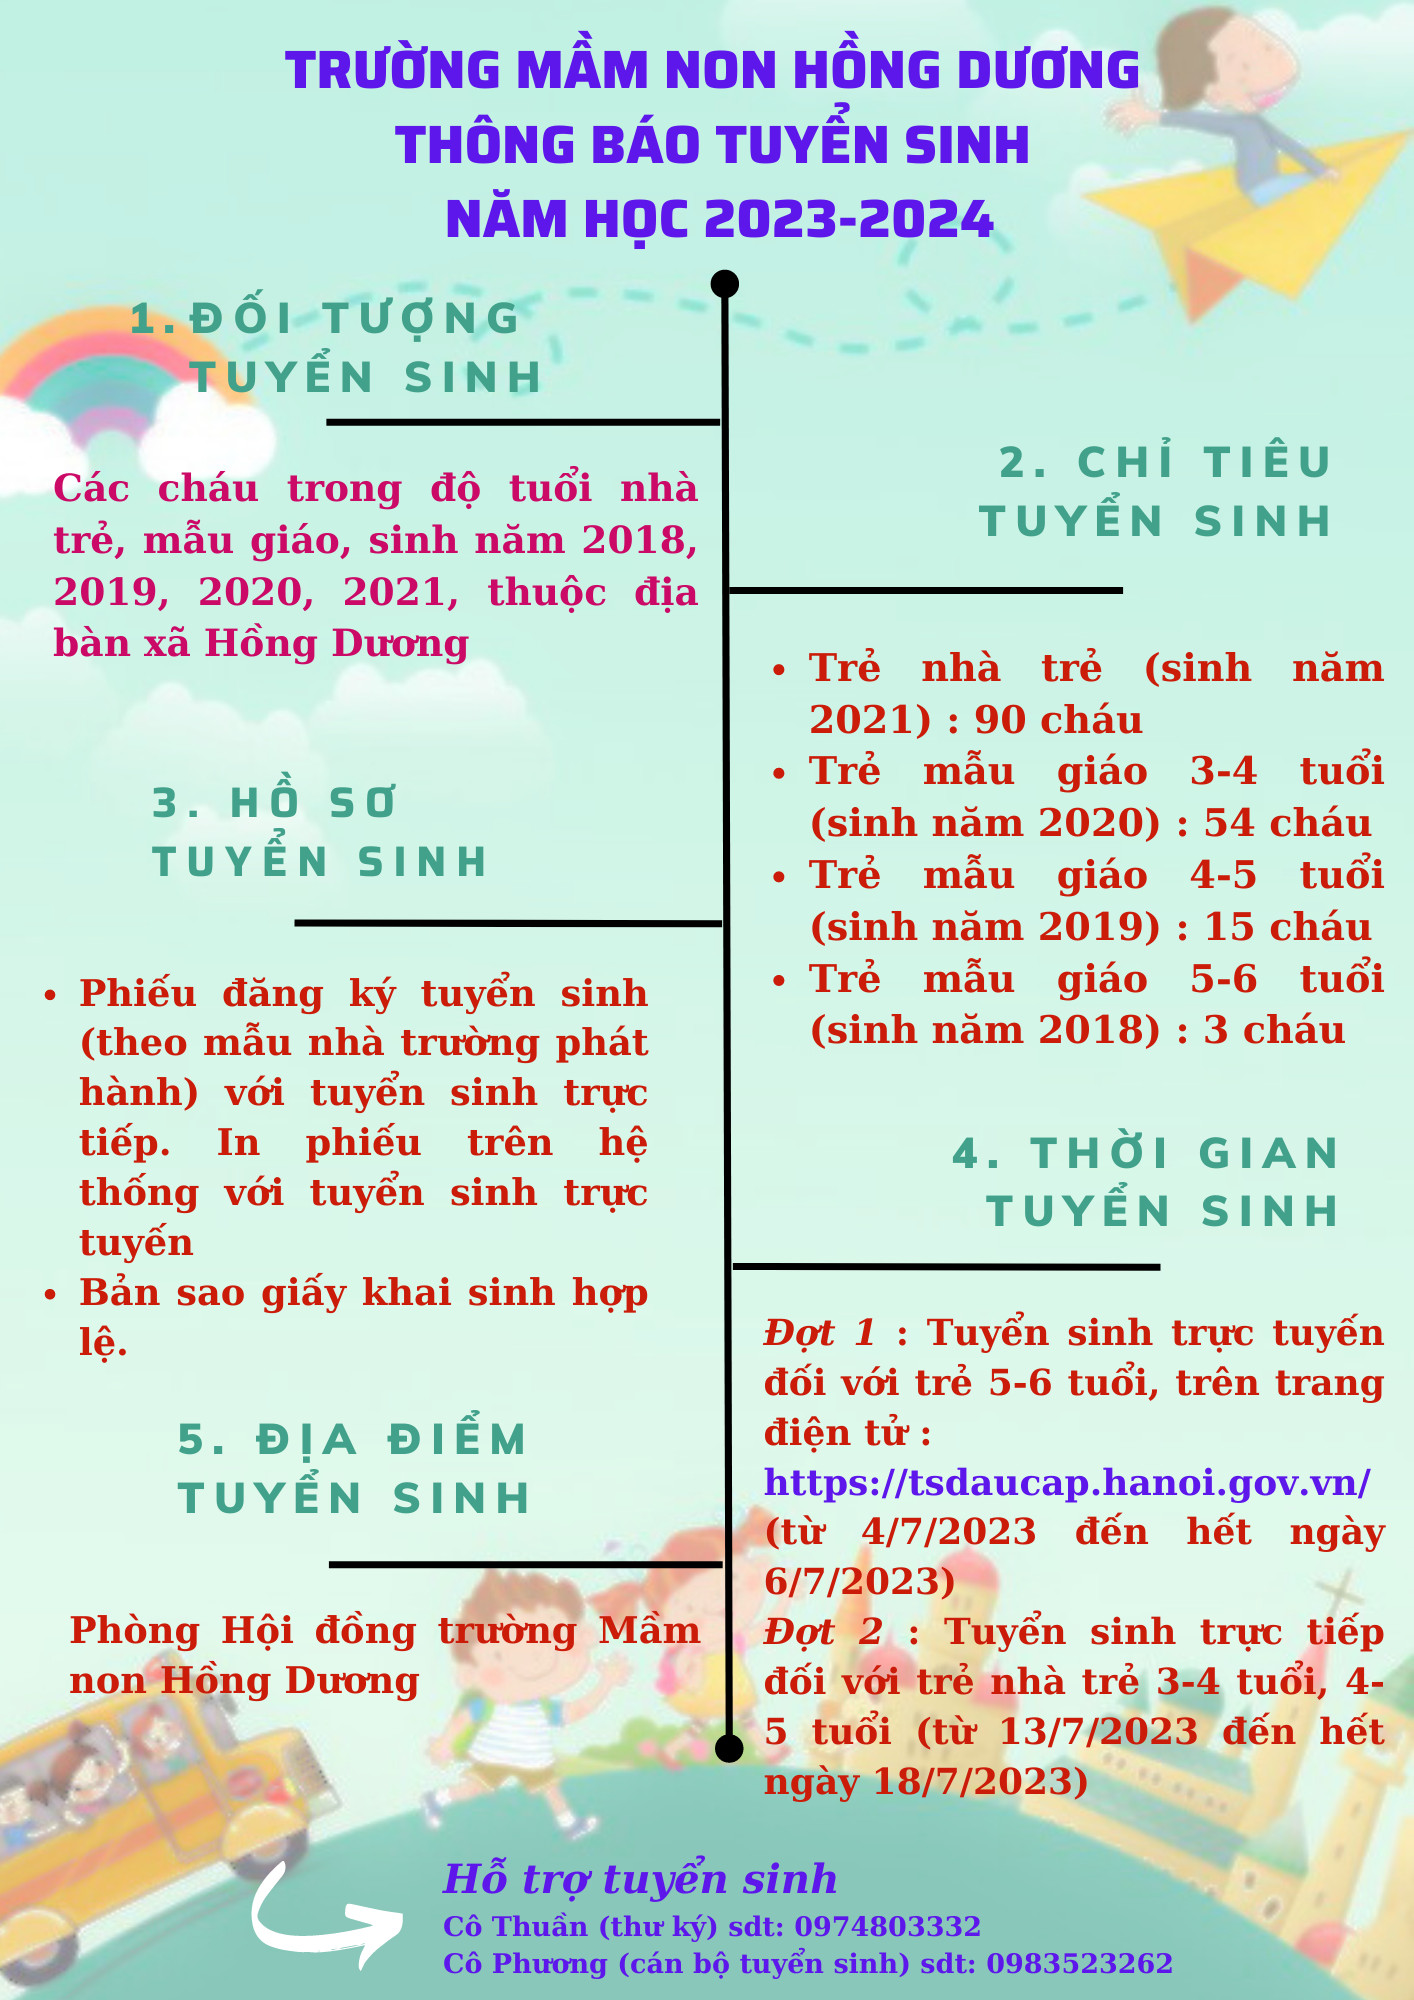 TRƯỜNG MẦM NON HỒNG DƯƠNG
THÔNG BÁO TUYỂN SINH
NĂM HỌC 2023-2024
1. ĐỐI TƯỢNG
TUYỂN SINH
Các cháu trong độ tuổi nhà
trẻ, mẫu giáo, sinh năm 2018,
2019, 2020, 2021, thuộc địa
bàn xã Hồng Dương
2. CHỈ TIÊU
TUYỂN SINH
• Trẻ nhà trẻ (sinh năm
2021) : 90 cháu
• Trẻ mẫu giáo 3-4 tuổi
(sinh năm 2020) : 54 cháu
• Trẻ mẫu giáo 4-5 tuổi
(sinh năm 2019) : 15 cháu
• Trẻ mẫu giáo 5-6 tuổi
(sinh năm 2018) : 3 cháu
3. HỒ SƠ
TUYỂN SINH
• Phiếu đăng ký tuyển sinh
(theo mẫu nhà trường phát
hành) với tuyển sinh trực
tiếp. In phiếu trên hệ
thống với tuyển sinh trực
tuyến
• Bản sao giấy khai sinh hợp
lệ.
4. THỜI GIAN
TUYỂN SINH
Đợt 1 : Tuyển sinh trực tuyến
đối với trẻ 5-6 tuổi, trên trang
điện tử :
https://tsdaucap.hanoi.gov.vn/
(từ 4/7/2023 đến hết ngày
6/7/2023)
Đợt 2 : Tuyển sinh trực tiếp
đối với trẻ nhà trẻ 3-4 tuổi, 4-
5 tuổi (từ 13/7/2023 đến hết
ngày 18/7/2023)
5. ĐỊA ĐIỂM
TUYỂN SINH
Phòng Hội đồng trường Mầm
non Hồng Dương
Hỗ trợ tuyển sinh
Cô Thuần (thư ký) sdt: 0974803332
Cô Phương (cán bộ tuyển sinh) sdt: 0983523262